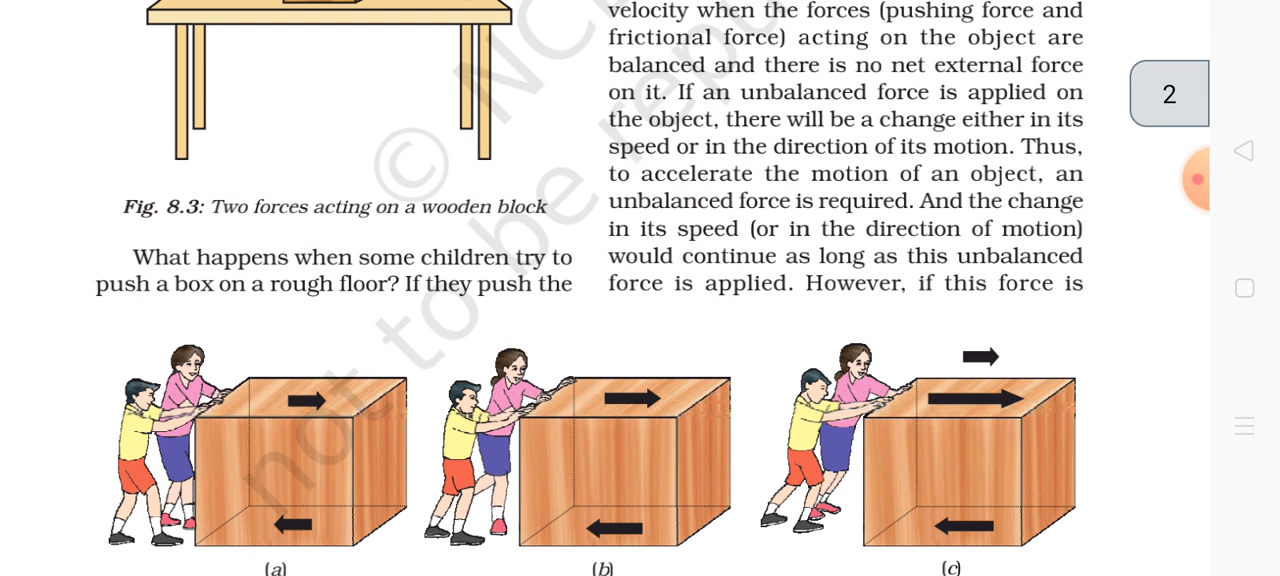 Fig. 8.3: Two forces acting on a wooden block
What happens when some children try to
push a box on a rough floor? If they push the
velocity when the forces (pushing force and
frictional force) acting on the object are
balanced and there is no net external force
on it. If an unbalanced force is applied on
the object, there will be a change either in its
speed or in the direction of its motion. Thus,
to accelerate the motion of an object, an
unbalanced force is required. And the change
in its speed (or in the direction of motion)
would continue as long as this unbalanced
force is applied. However, if this force is
2
(a)
(b)
(c)
© NC
not to be rep